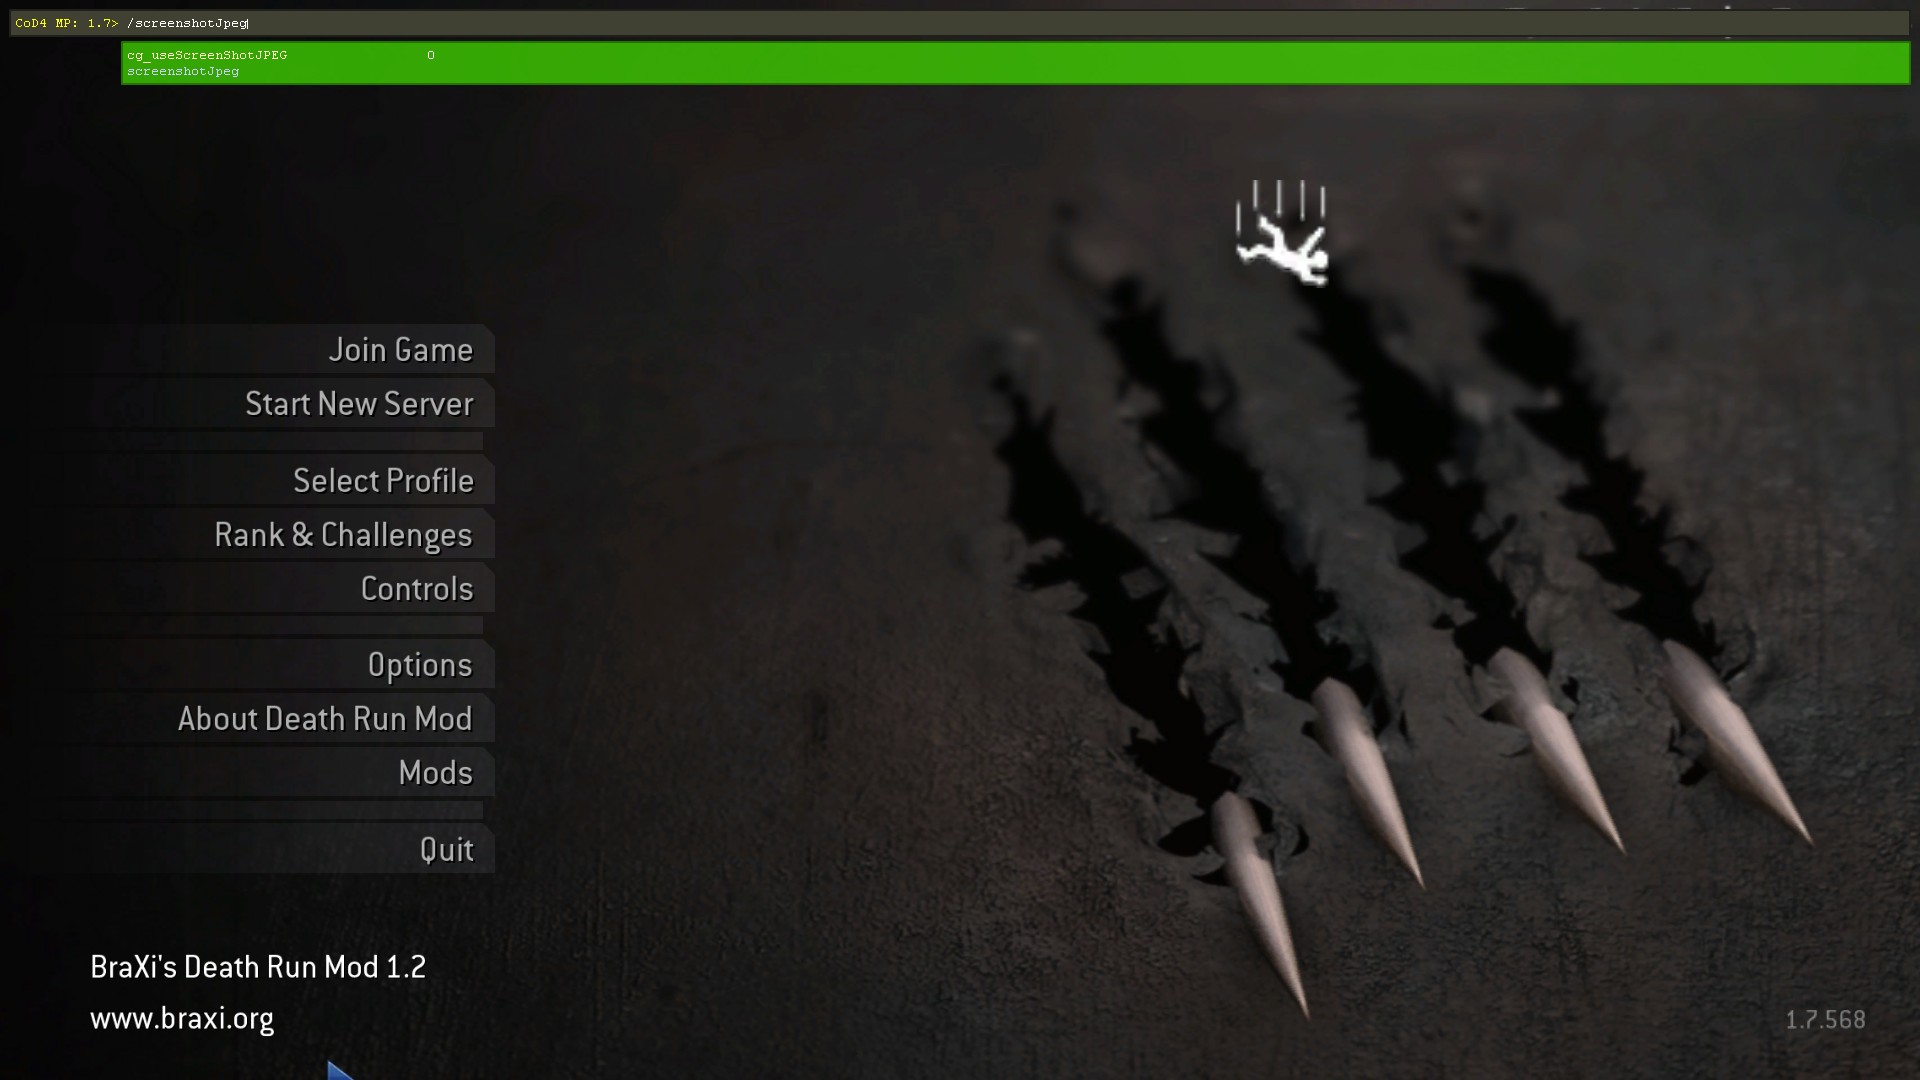 CoD4 MP: 1.7> /screenshotJpeg
cg_useScreenShotJPEG 0
screenshotJpeg
Join Game
Start New Server
Select Profile
Rank & Challenges
Controls
Options
About Death Run Mod
Mods
Quit
BraXi's Death Run Mod 1.2
www.braxi.org
1.7.568